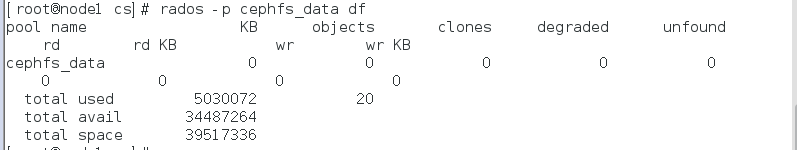 [root@node1 cs]# rados -p cephfs_data df
pool name KB objects clones degraded unfound
rd rd KB wr wr KB
cephfs_data 0 0 0 0 0
0 0 0 0
total used 5030072 20
total avail 34487264
total space 39517336